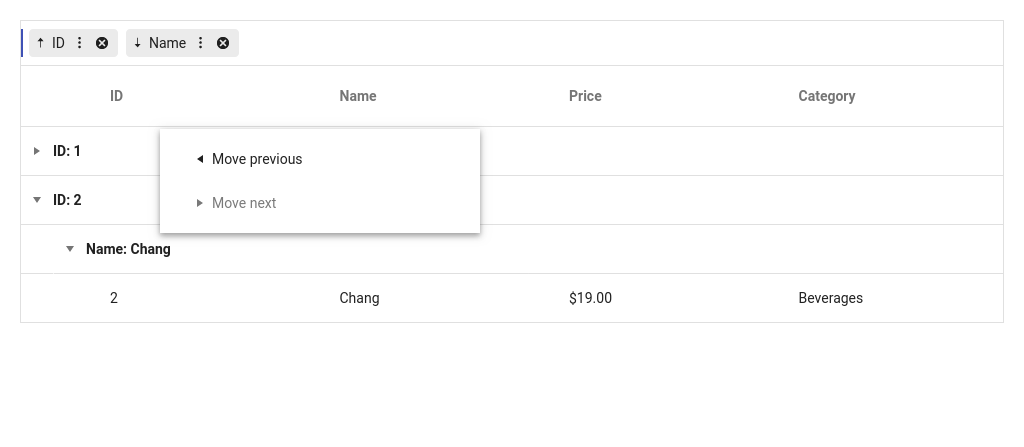 ID Name
ID Name Price Category
ID: 1
Move previous
ID: 2
Move next
Name: Chang
2 Chang $19.00 Beverages